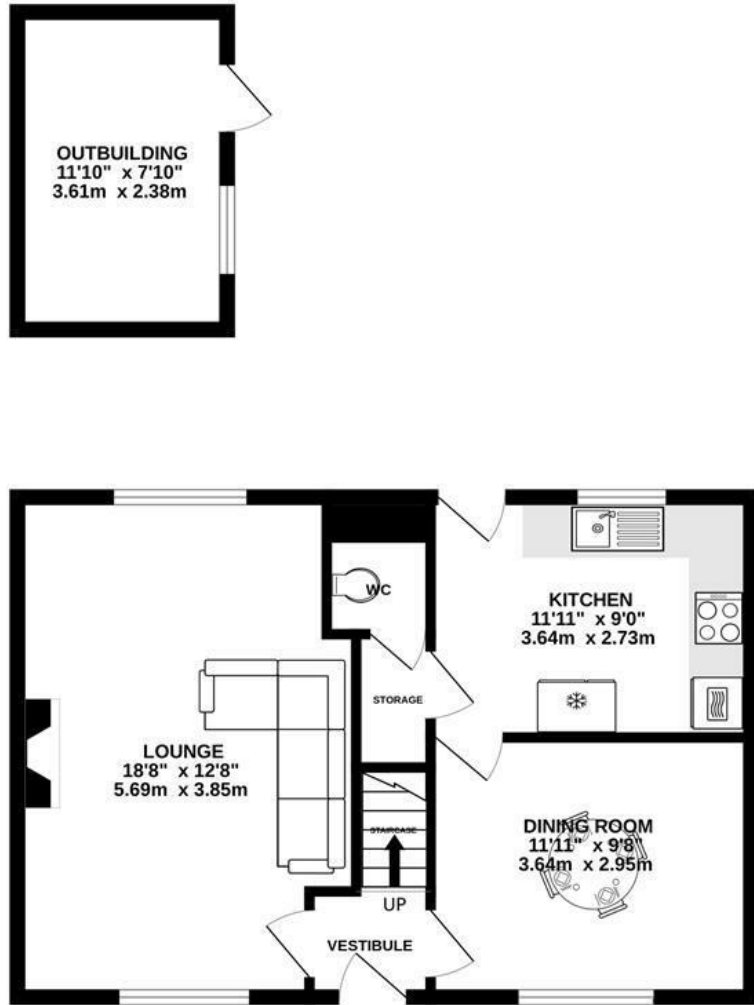 OUTBUILDING
11'10" x 7'10"
3.61m x 2.38m
WC
KITCHEN
11'11" x 9'0"
3.64m x 2.73m
STORAGE
LOUNGE
18'8" x 12'8"
5.69m x 3.85m
STAIRCASE
DINING ROOM
11'11" x 9'8"
3.64m x 2.95m
UP
VESTIBULE